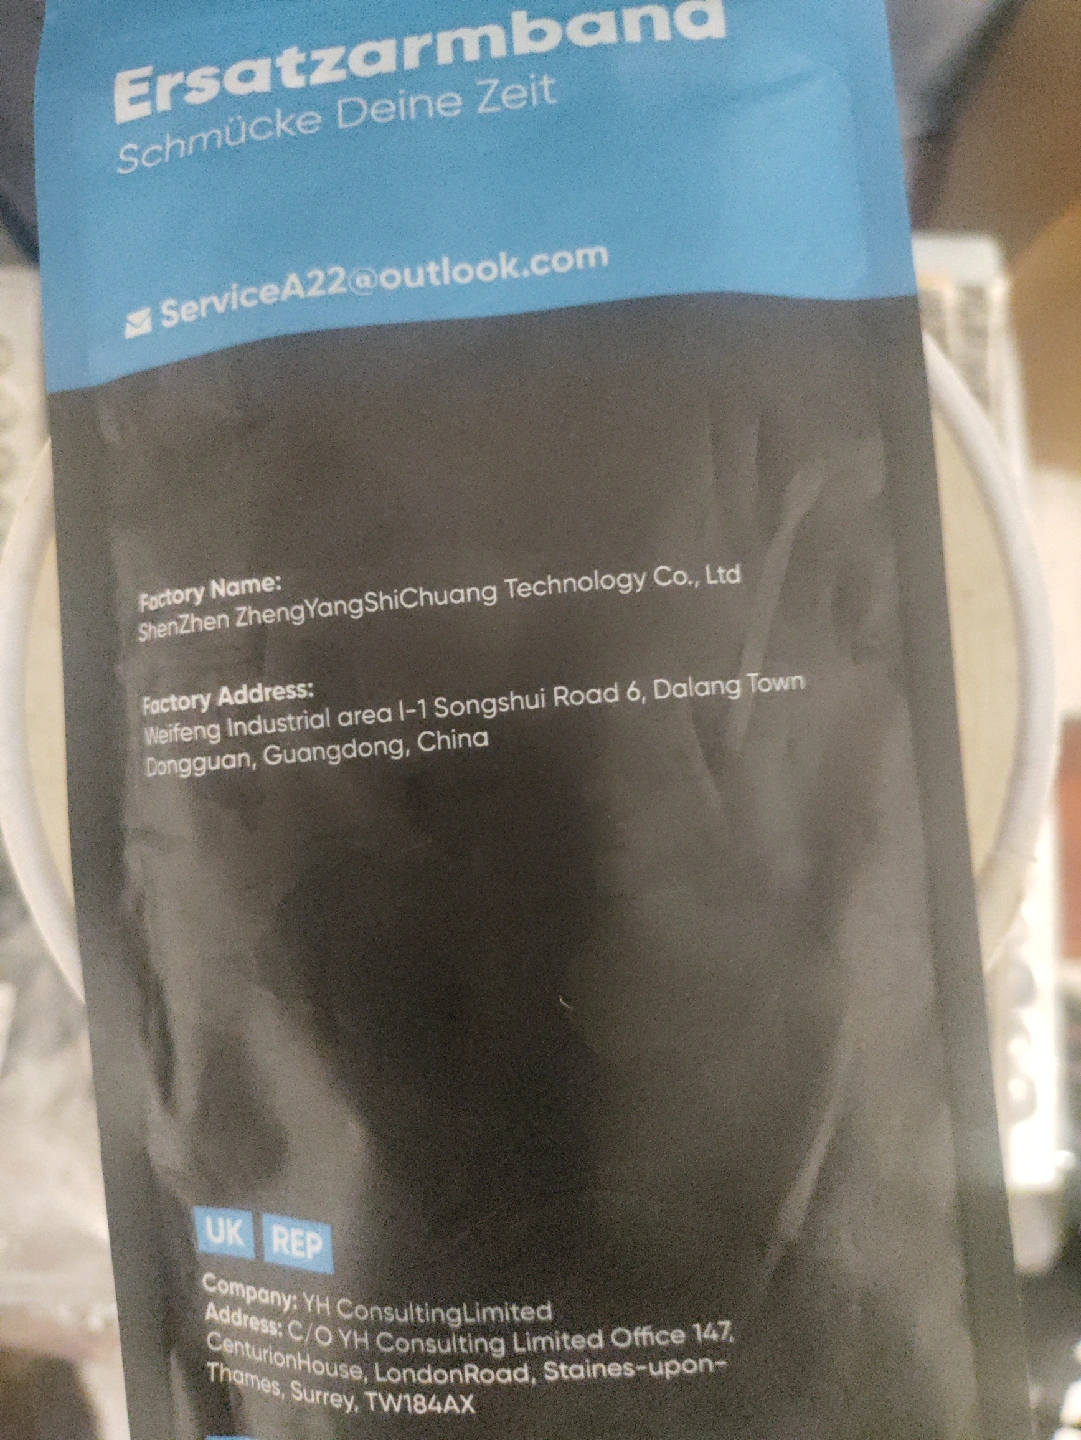 Ersatzarmband
Schmücke Deine Zeit
ServiceA22@outlook.com
Factory Name:
ShenZhen ZhengYangShiChuang Technology Co., Ltd
Factory Address:
Weifeng Industrial area I-1 Songshui Road 6, Dalang Town
Dongguan, Guangdong, China
UK REP
Company: YH ConsultingLimited
Address: C/O YH Consulting Limited Office 147,
CenturionHouse, LondonRoad, Staines-upon-
Thames, Surrey, TW184AX